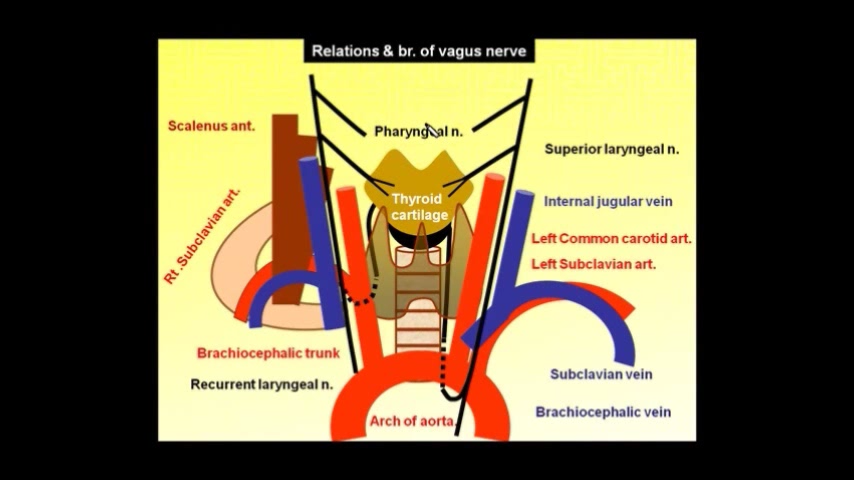 Relations & br. of vagus nerve
Scalenus ant.
Pharyngeal n.
Superior laryngeal n.
Rt .Subclavian art.
Thyroid
cartilage
Internal jugular vein
Left Common carotid art.
Left Subclavian art.
Brachiocephalic trunk
Recurrent laryngeal n.
Subclavian vein
Arch of aorta.
Brachiocephalic vein